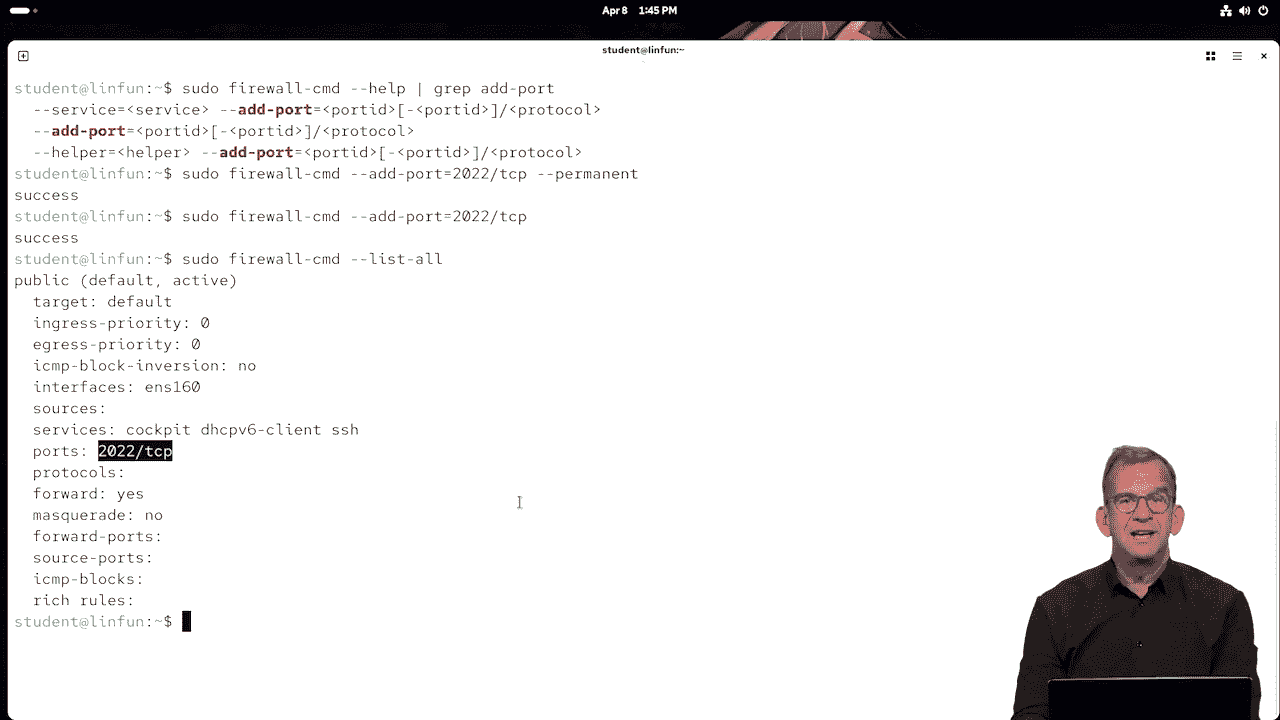 Apr 8 1:45 PM
student@linfun:~
student@linfun:~$ sudo firewall-cmd --help | grep add-port
  --service=<service> --add-port=<portid>[-<portid>]/<protocol>
  --add-port=<portid>[-<portid>]/<protocol>
  --helper=<helper> --add-port=<portid>[-<portid>]/<protocol>
student@linfun:~$ sudo firewall-cmd --add-port=2022/tcp --permanent
success
student@linfun:~$ sudo firewall-cmd --add-port=2022/tcp
success
student@linfun:~$ sudo firewall-cmd --list-all
public (default, active)
  target: default
  ingress-priority: 0
  egress-priority: 0
  icmp-block-inversion: no
  interfaces: ens160
  sources:
  services: cockpit dhcpv6-client ssh
  ports: 2022/tcp
  protocols:
  forward: yes
  masquerade: no
  forward-ports:
  source-ports:
  icmp-blocks:
  rich rules:
student@linfun:~$